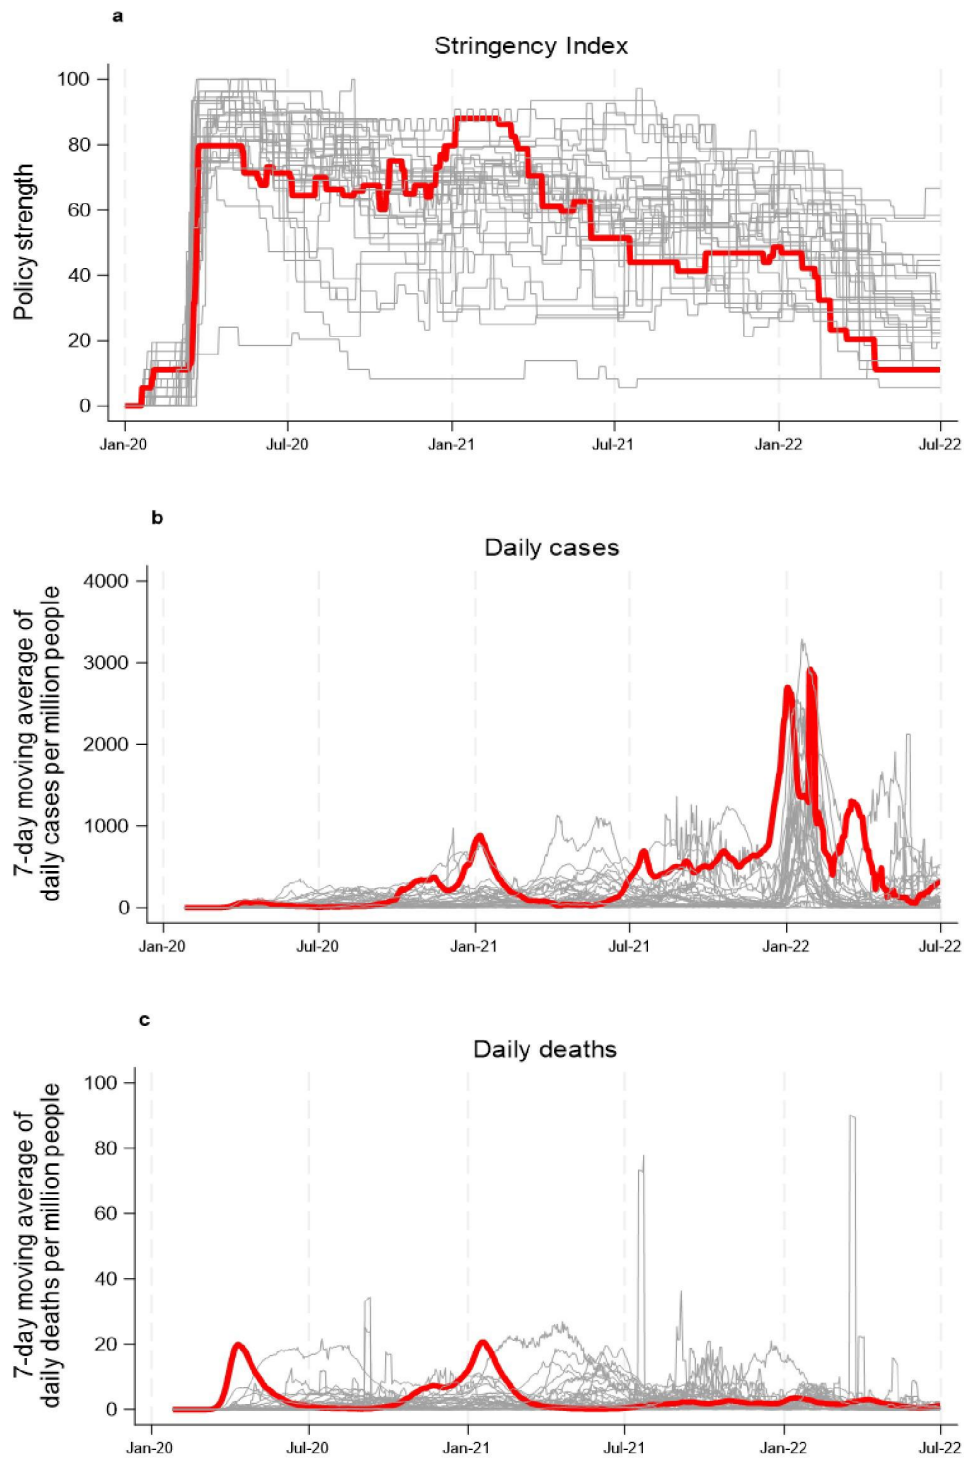 a
Stringency Index
Policy strength
100
80
60
40
20
0
Jan-20
Jul-20
Jan-21
Jul-21
Jan-22
Jul-22
b
Daily cases
7-day moving average of
daily cases per million people
4000
3000
2000
1000
0
Jan-20
Jul-20
Jan-21
Jul-21
Jan-22
Jul-22
c
Daily deaths
7-day moving average of
daily deaths per million people
100
80
60
40
20
0
Jan-20
Jul-20
Jan-21
Jul-21
Jan-22
Jul-22